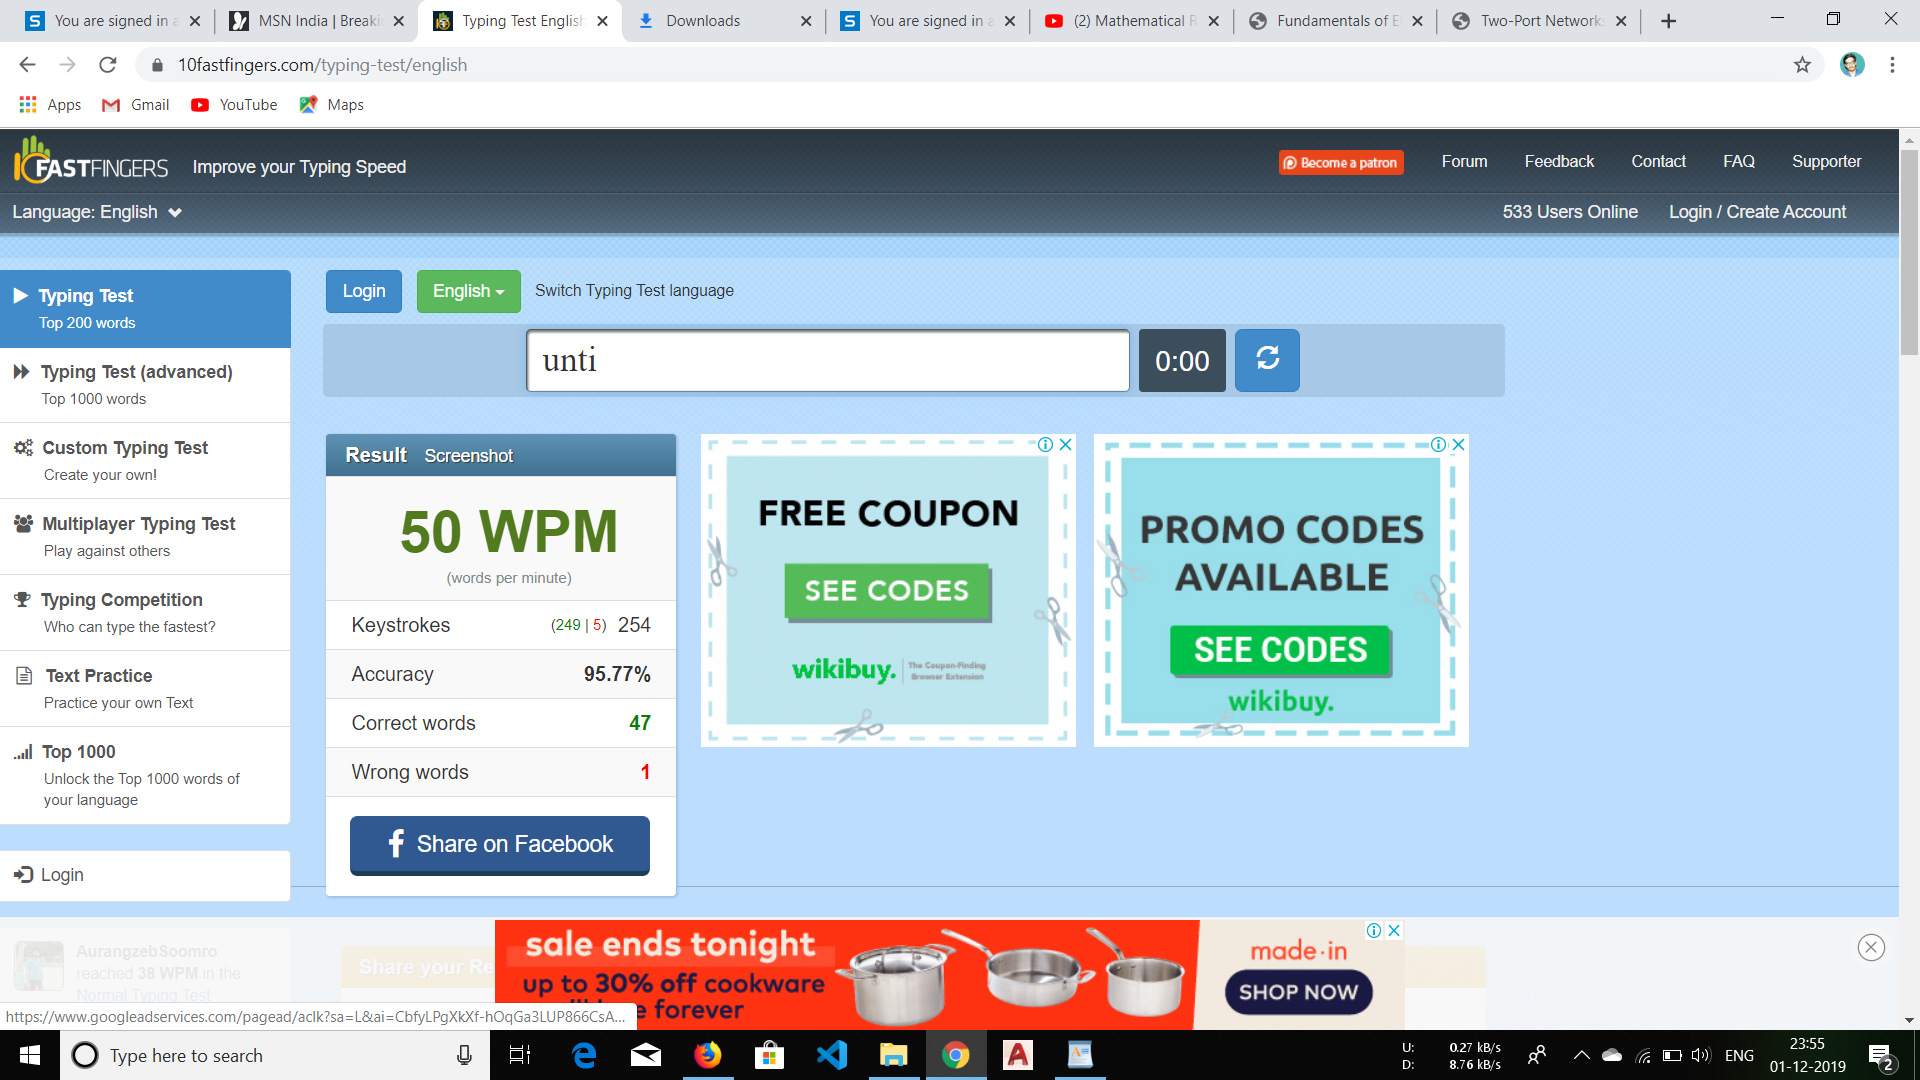 You are signed in a
MSN India | Breaki
Typing Test English
Downloads
You are signed in a
(2) Mathematical R
Fundamentals of E
Two-Port Network
10fastfingers.com/typing-test/english
Apps
Gmail
YouTube
Maps
10FASTFINGERS
Improve your Typing Speed
Become a patron
Forum
Feedback
Contact
FAQ
Supporter
Language: English
533 Users Online
Login / Create Account
Typing Test
Top 200 words
Typing Test (advanced)
Top 1000 words
Custom Typing Test
Create your own!
Multiplayer Typing Test
Play against others
Typing Competition
Who can type the fastest?
Text Practice
Practice your own Text
Top 1000
Unlock the Top 1000 words of
your language
Login
Login
English
Switch Typing Test language
unti
0:00
Result
Screenshot
50 WPM
(words per minute)
Keystrokes (249 | 5) 254
Accuracy 95.77%
Correct words 47
Wrong words 1
Share on Facebook
FREE COUPON
SEE CODES
wikibuy.
The Coupon-Finding
Browser Extension
PROMO CODES
AVAILABLE
SEE CODES
wikibuy.
AurangzebSoomro
reached 38 WPM in the
Normal Typing Test
Share your Re
sale ends tonight
up to 30% off cookware
e forever
made·in
SHOP NOW
https://www.googleadservices.com/pagead/aclk?sa=L&ai=CbfyLPgXkXf-hOqGa3LUP866CsA...
Type here to search
U: 0.27 kB/s
D: 8.76 kB/s
ENG
23:55
01-12-2019
2